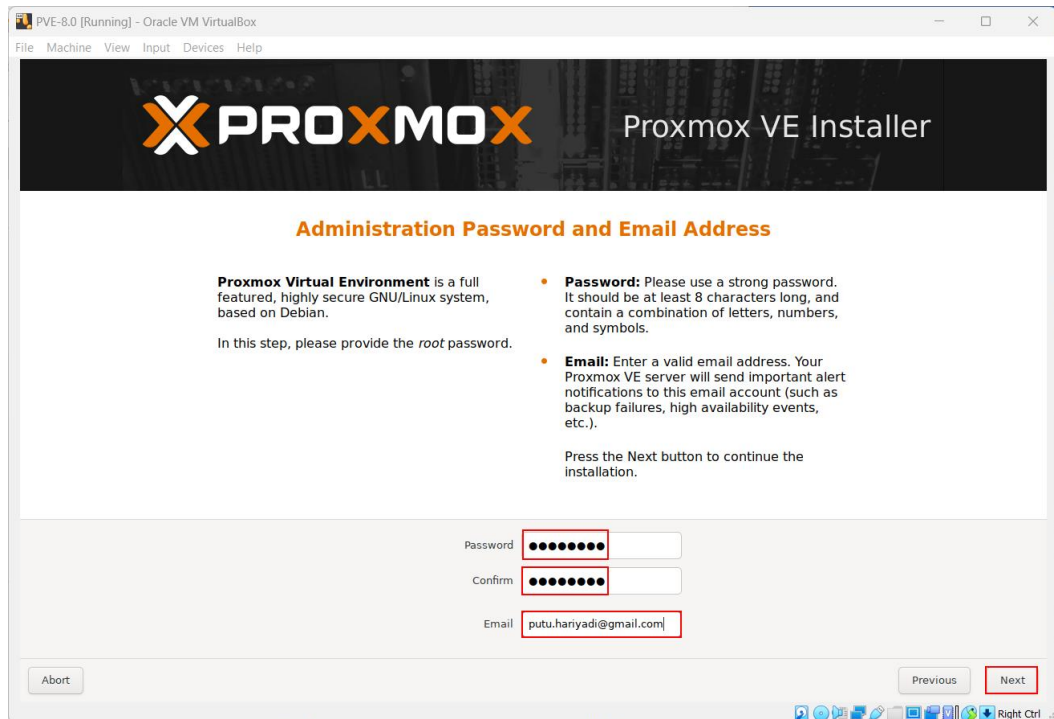 PVE-8.0 [Running] - Oracle VM VirtualBox
File Machine View Input Devices Help
PROXMOX
Proxmox VE Installer
Administration Password and Email Address
Proxmox Virtual Environment is a full
featured, highly secure GNU/Linux system,
based on Debian.
In this step, please provide the root password.
• Password: Please use a strong password.
It should be at least 8 characters long, and
contain a combination of letters, numbers,
and symbols.
• Email: Enter a valid email address. Your
Proxmox VE server will send important alert
notifications to this email account (such as
backup failures, high availability events,
etc.).
Press the Next button to continue the
installation.
Password ●●●●●●●●
Confirm ●●●●●●●●
Email putu.hariyadi@gmail.com
Abort
Previous
Next
Right Ctrl